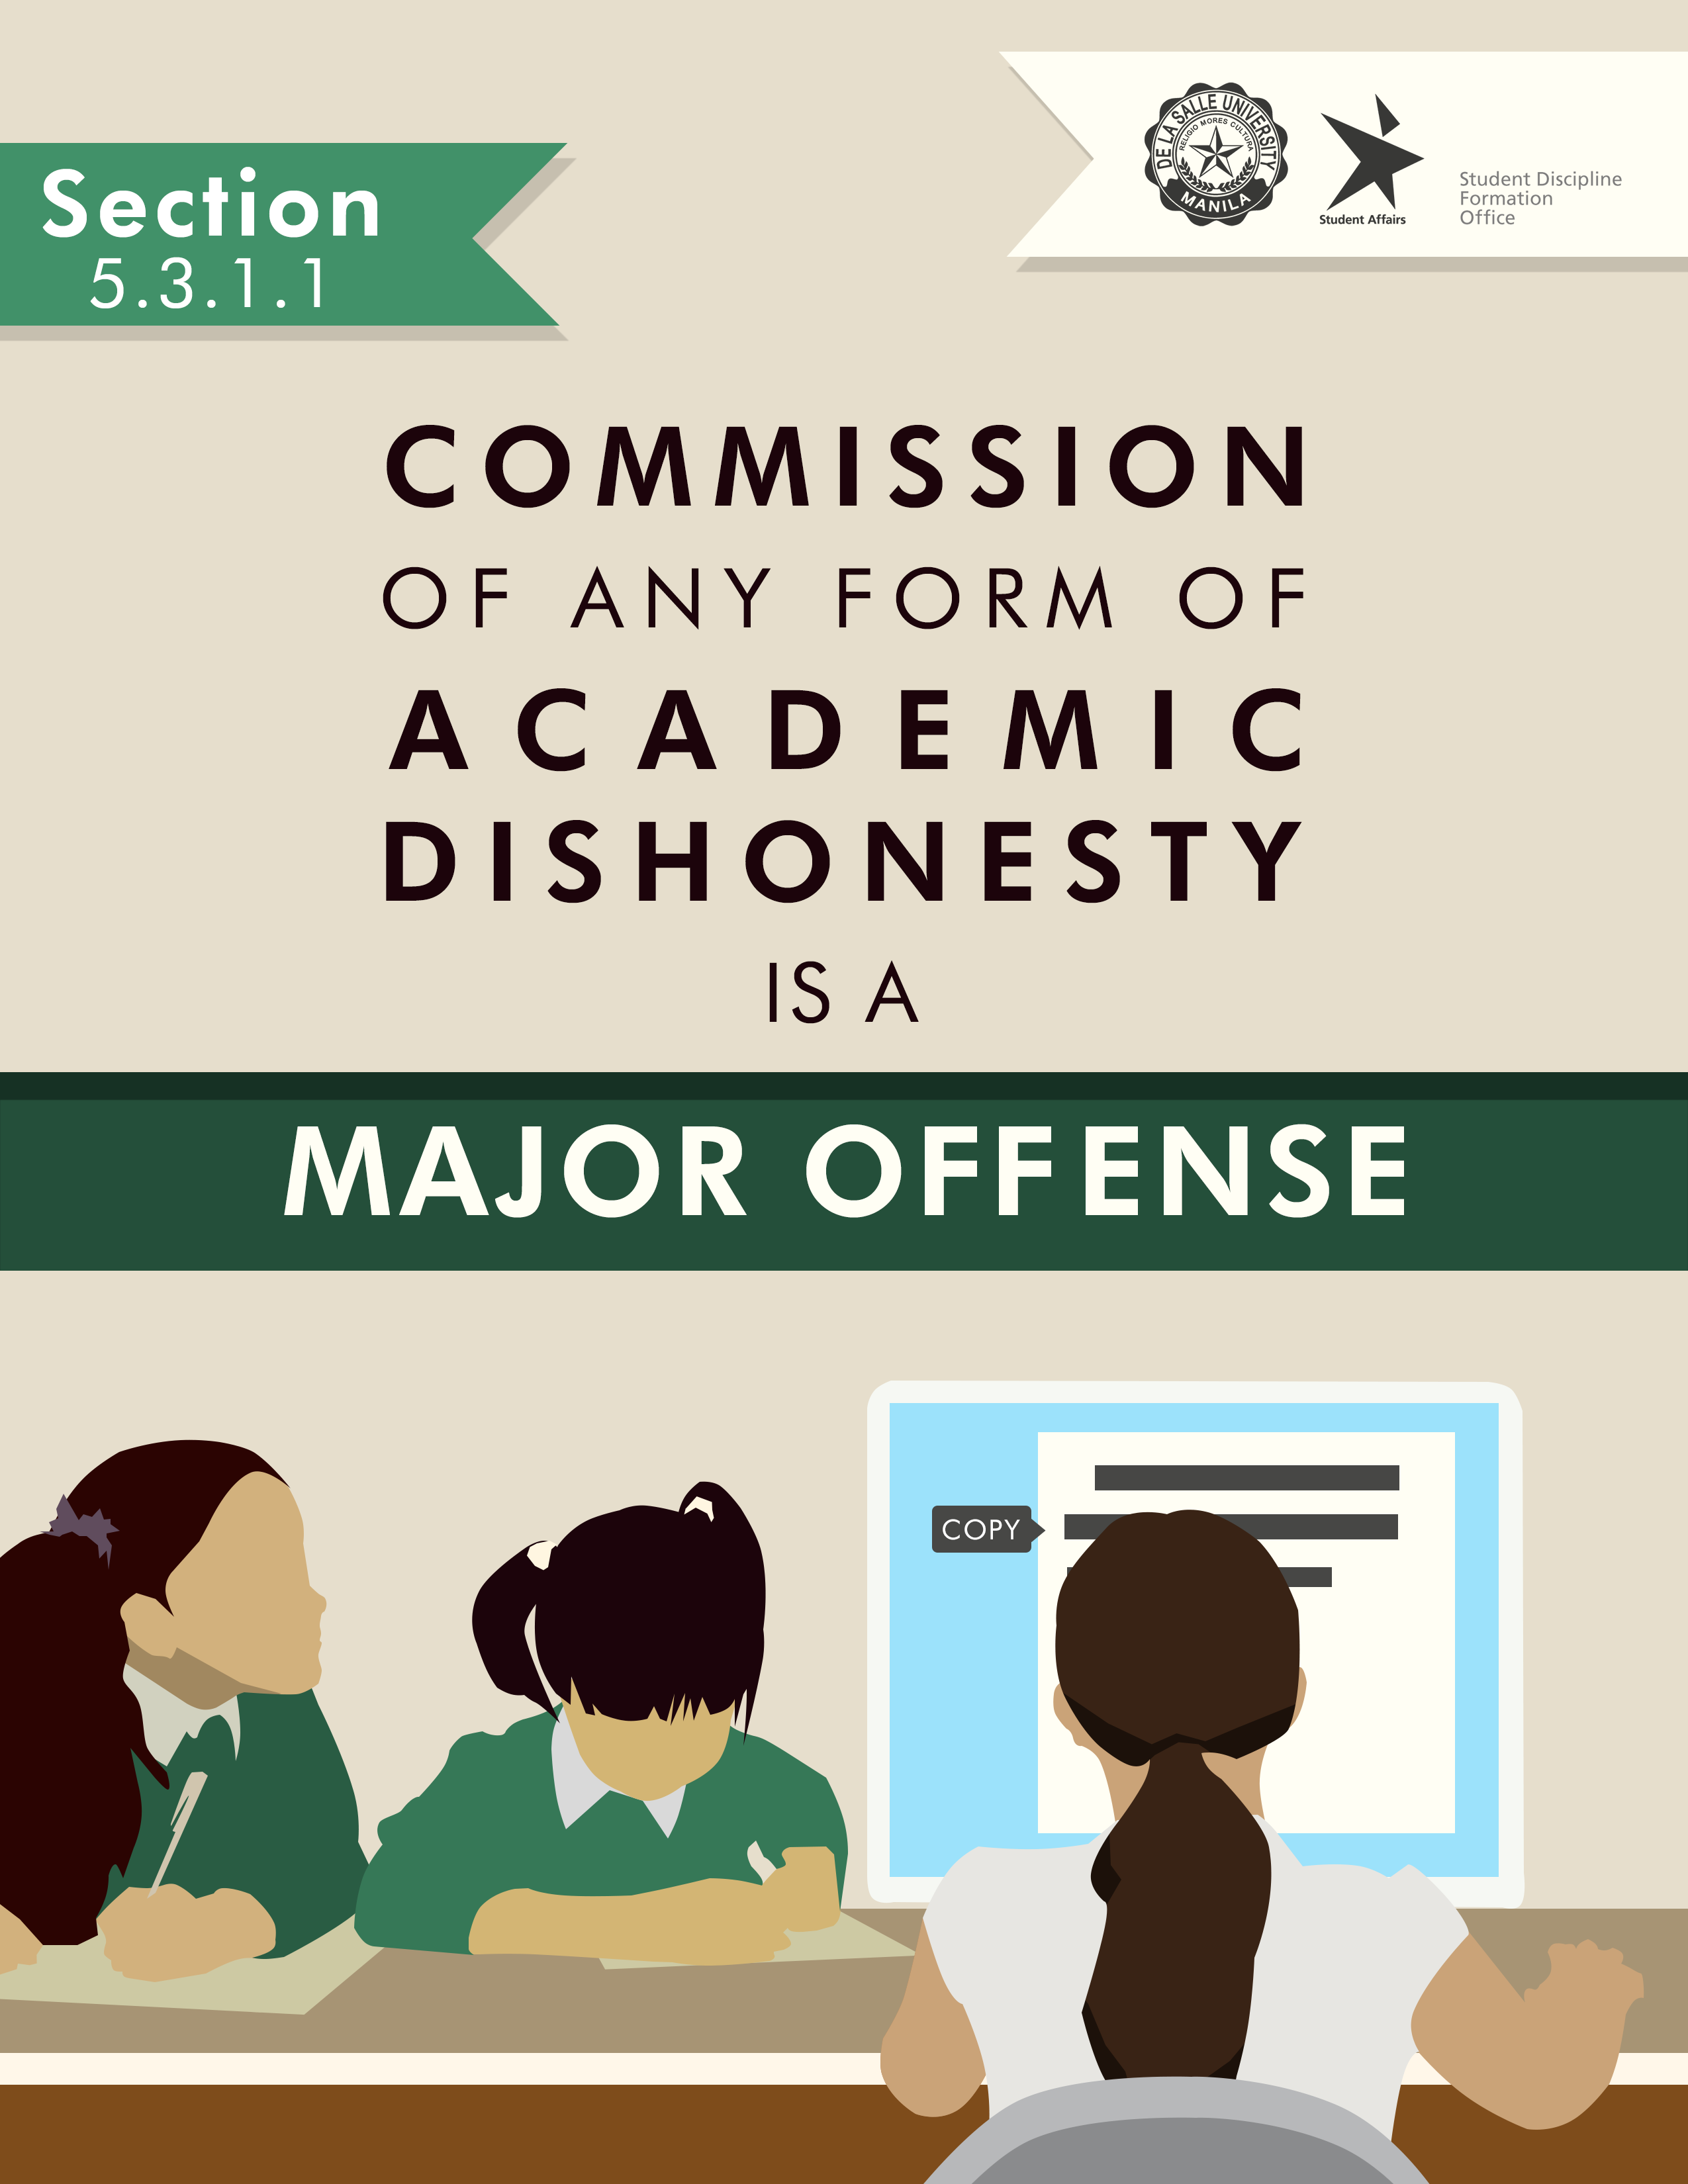 Section
5.3.1.1
DE LA SALLE UNIVERSITY
RELIGIO MORES CULTURA
MANILA
Student Affairs
Student Discipline
Formation
Office
COMMISSION
OF ANY FORM OF
ACADEMIC
DISHONESTY
IS A
MAJOR OFFENSE
COPY